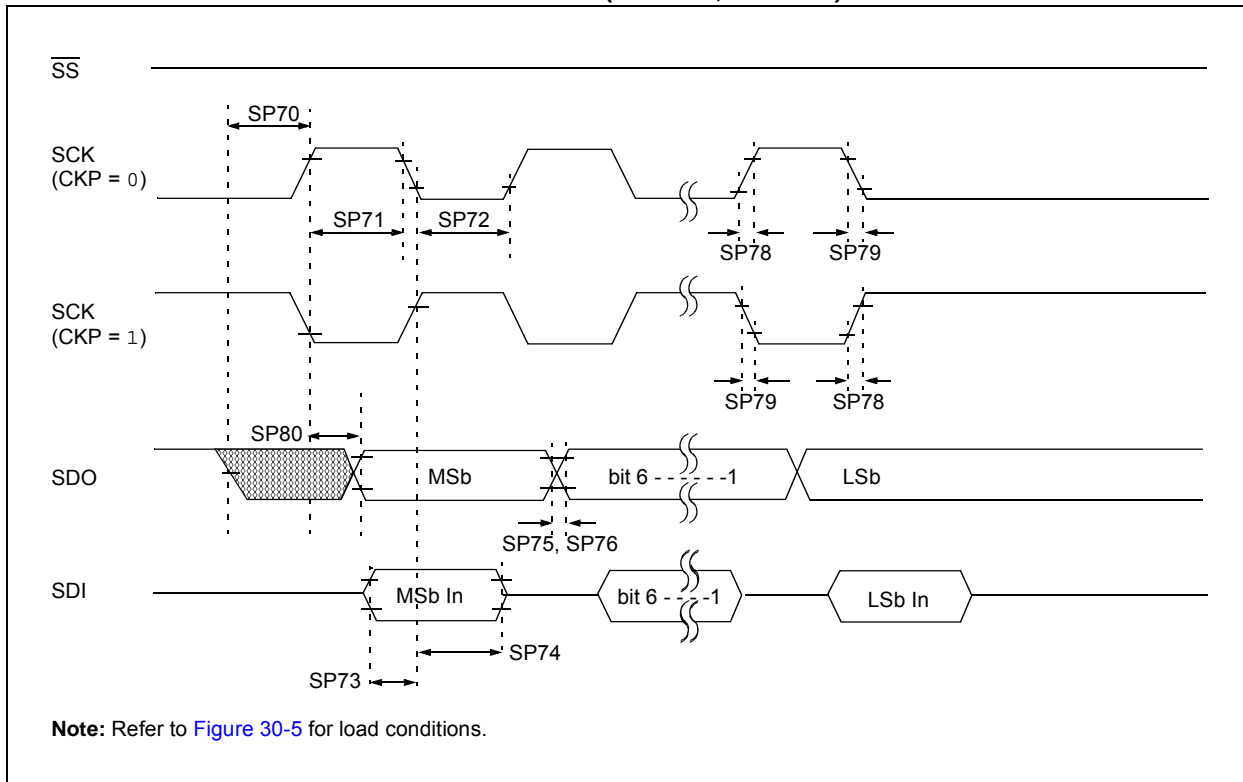 SS
SP70
SCK
(CKP = 0)
SP71
SP72
SP78
SP79
SCK
(CKP = 1)
SP79
SP78
SP80
SDO
MSb
bit 6 - - - - - -1
LSb
SP75, SP76
SDI
MSb In
bit 6 - - - - -1
LSb In
SP74
SP73
Note: Refer to Figure 30-5 for load conditions.